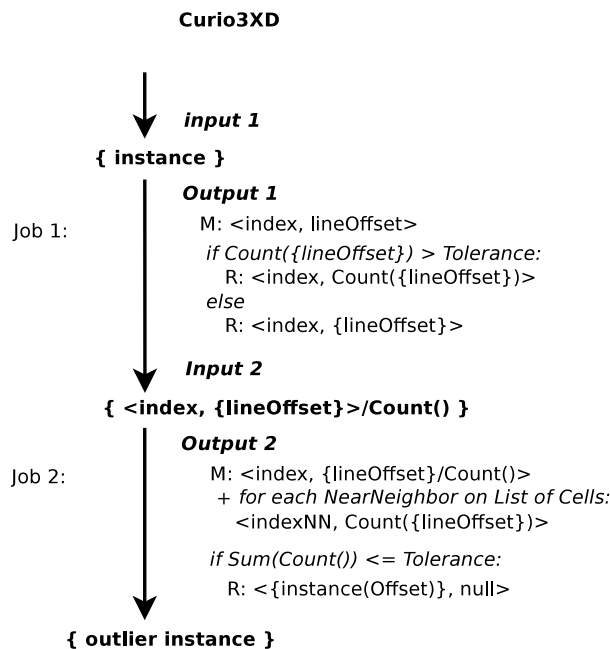 Curio3XD
input 1
{ instance }
Output 1
M: <index, lineOffset>
Job 1:
if Count({lineOffset}) > Tolerance:
R: <index, Count({lineOffset})>
else
R: <index, {lineOffset}>
Input 2
{ <index, {lineOffset}>/Count() }
Output 2
Job 2:
M: <index, {lineOffset}/Count()>
+ for each NearNeighbor on List of Cells:
<indexNN, Count({lineOffset})>
if Sum(Count()) <= Tolerance:
R: <{instance(Offset)}, null>
{ outlier instance }